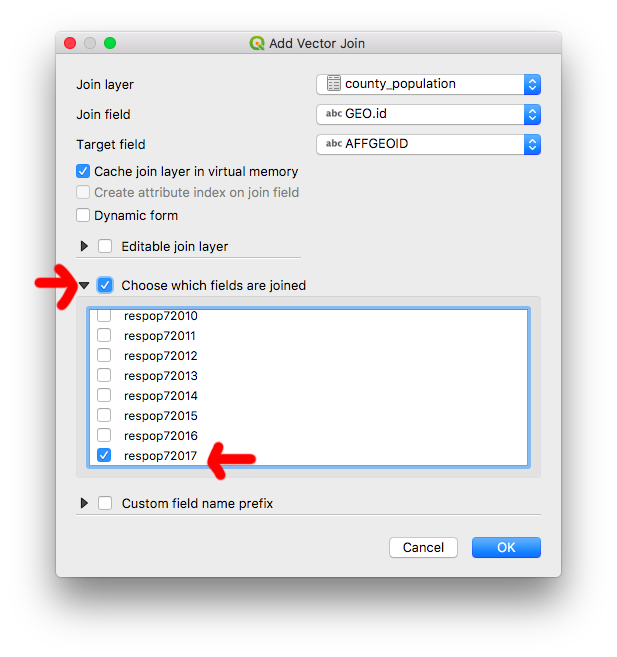 Add Vector Join
Join layer county_population
Join field abc GEO.id
Target field abc AFFGEOID
Cache join layer in virtual memory
Create attribute index on join field
Dynamic form
Editable join layer
Choose which fields are joined
respop72010
respop72011
respop72012
respop72013
respop72014
respop72015
respop72016
respop72017
Custom field name prefix
Cancel OK